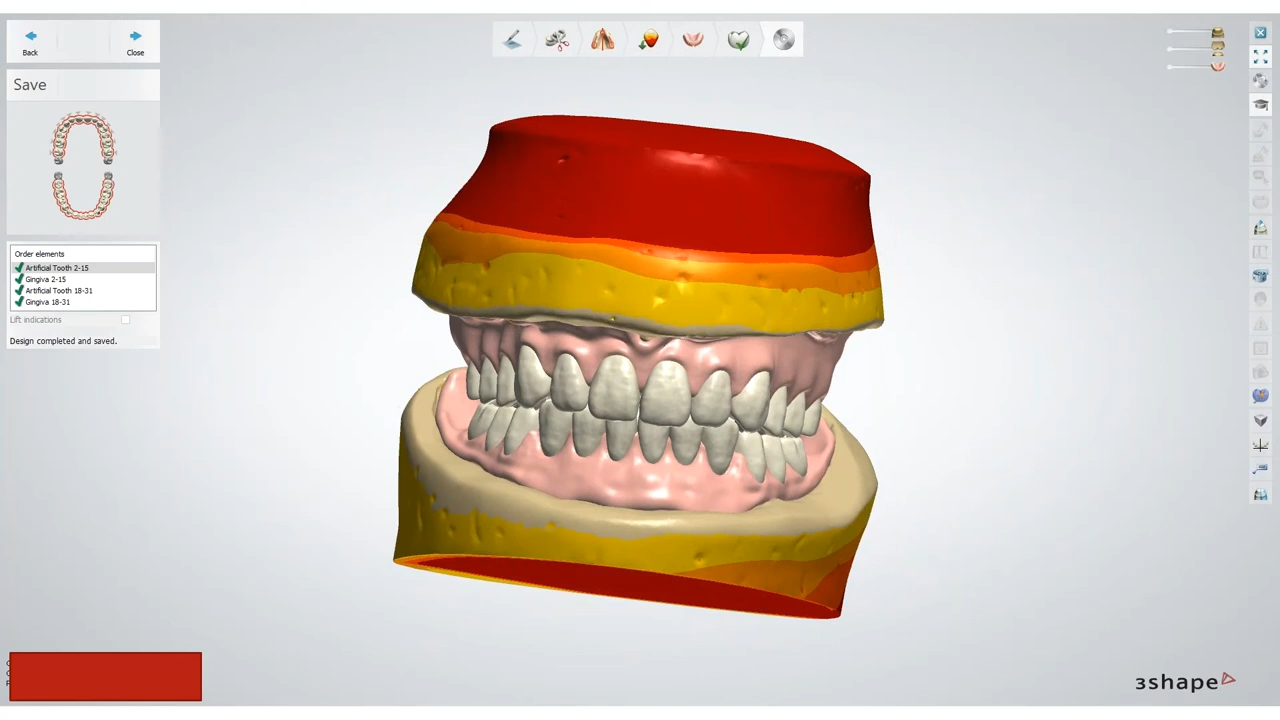 Back
Close
Save
Order elements
Artificial Tooth 2-15
Gingiva 2-15
Artificial Tooth 18-31
Gingiva 18-31
Lift indications
Design completed and saved.
3shape